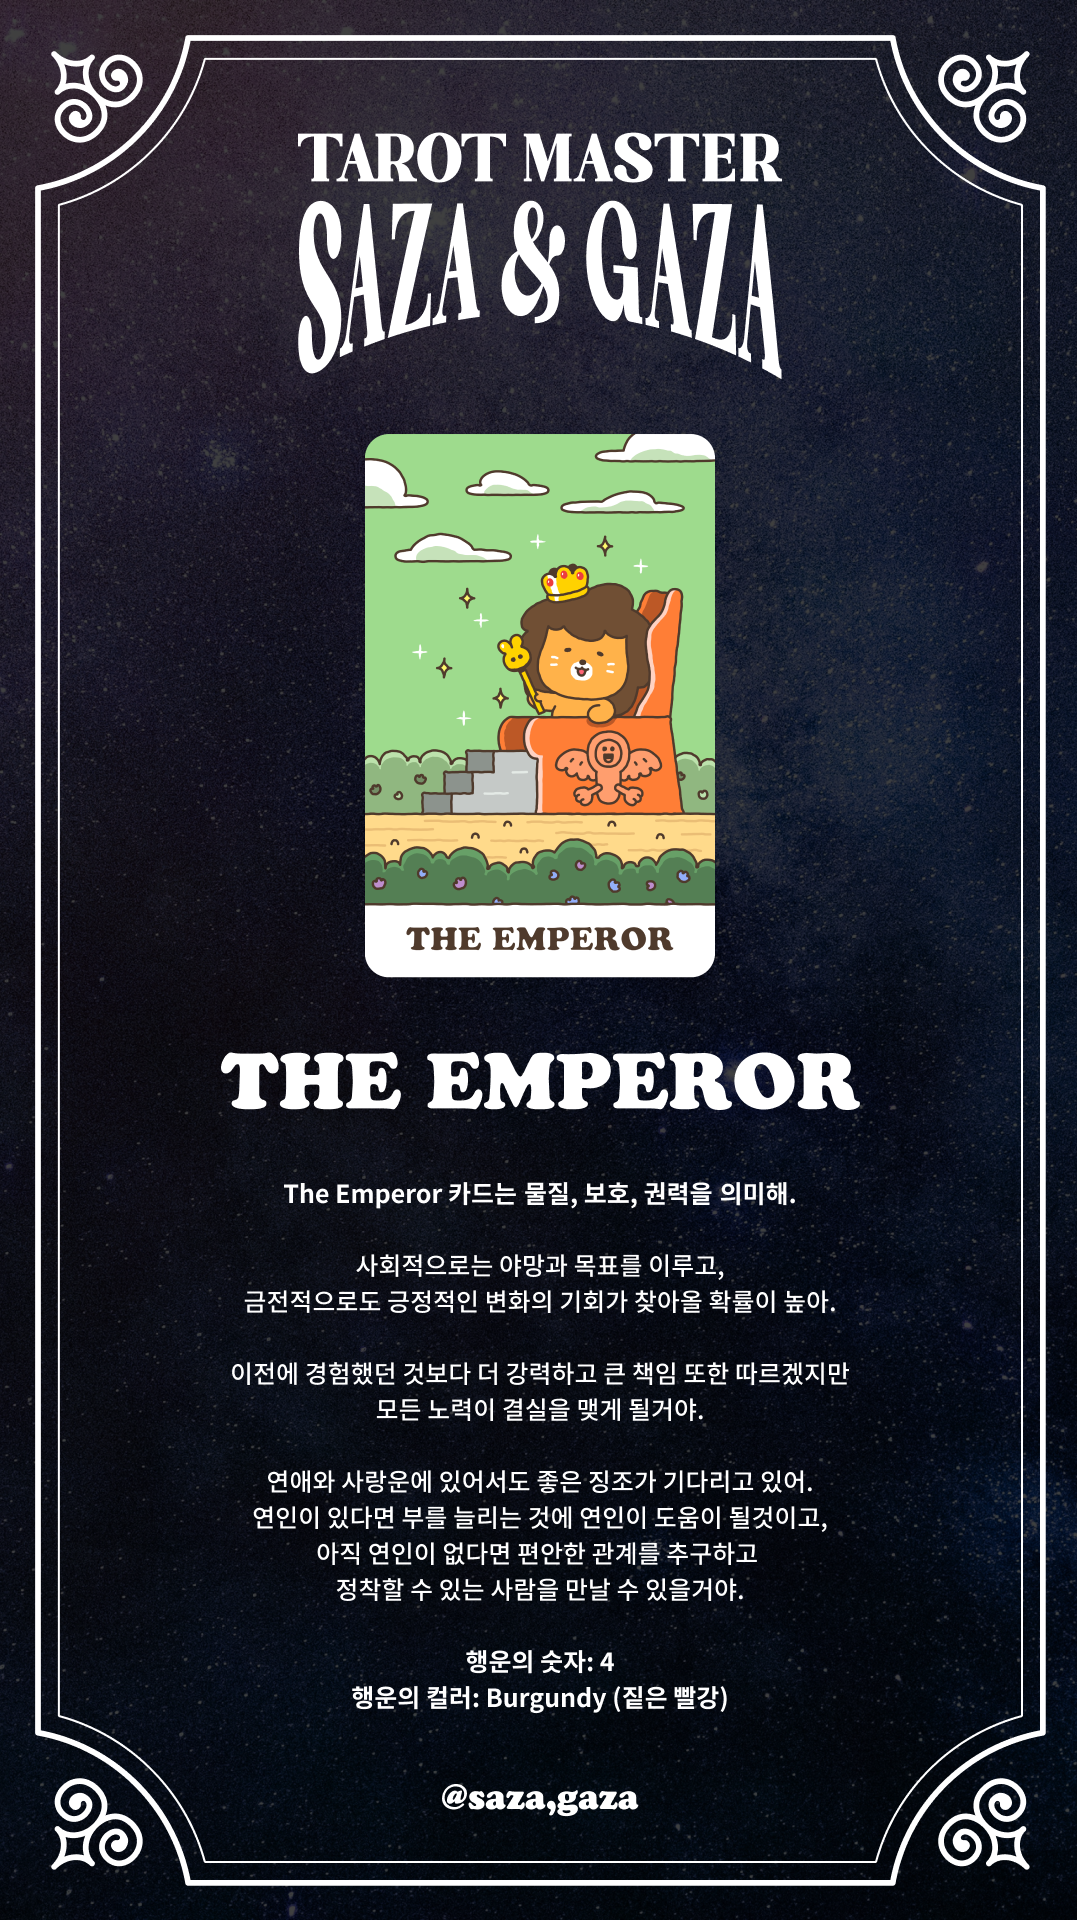 TAROT MASTER
SAZA & GAZA
THE EMPEROR
THE EMPEROR
The Emperor 카드는 물질, 보호, 권력을 의미해.
사회적으로는 야망과 목표를 이루고,
금전적으로도 긍정적인 변화의 기회가 찾아올 확률이 높아.
이전에 경험했던 것보다 더 강력하고 큰 책임 또한 따르겠지만
모든 노력이 결실을 맺게 될거야.
연애와 사랑운에 있어서도 좋은 징조가 기다리고 있어.
연인이 있다면 부를 늘리는 것에 연인이 도움이 될것이고,
아직 연인이 없다면 편안한 관계를 추구하고
정착할 수 있는 사람을 만날 수 있을거야.
행운의 숫자: 4
행운의 컬러: Burgundy (짙은 빨강)
@saza,gaza